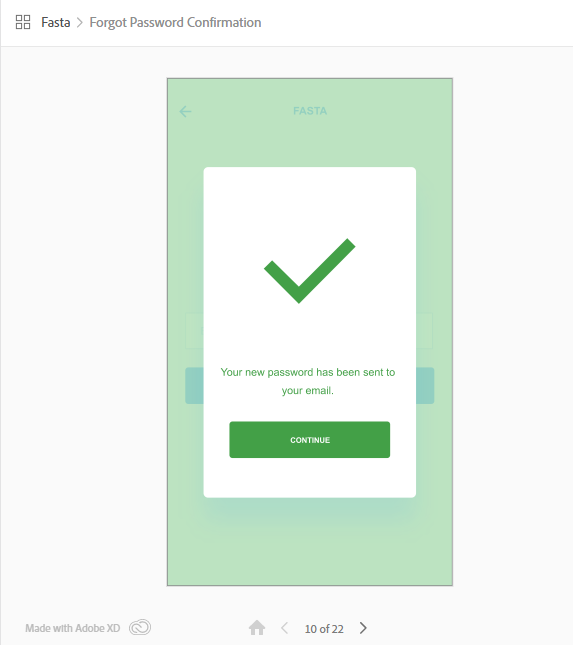 Fasta > Forgot Password Confirmation
FASTA
Your new password has been sent to
your email.
CONTINUE
Made with Adobe XD
10 of 22